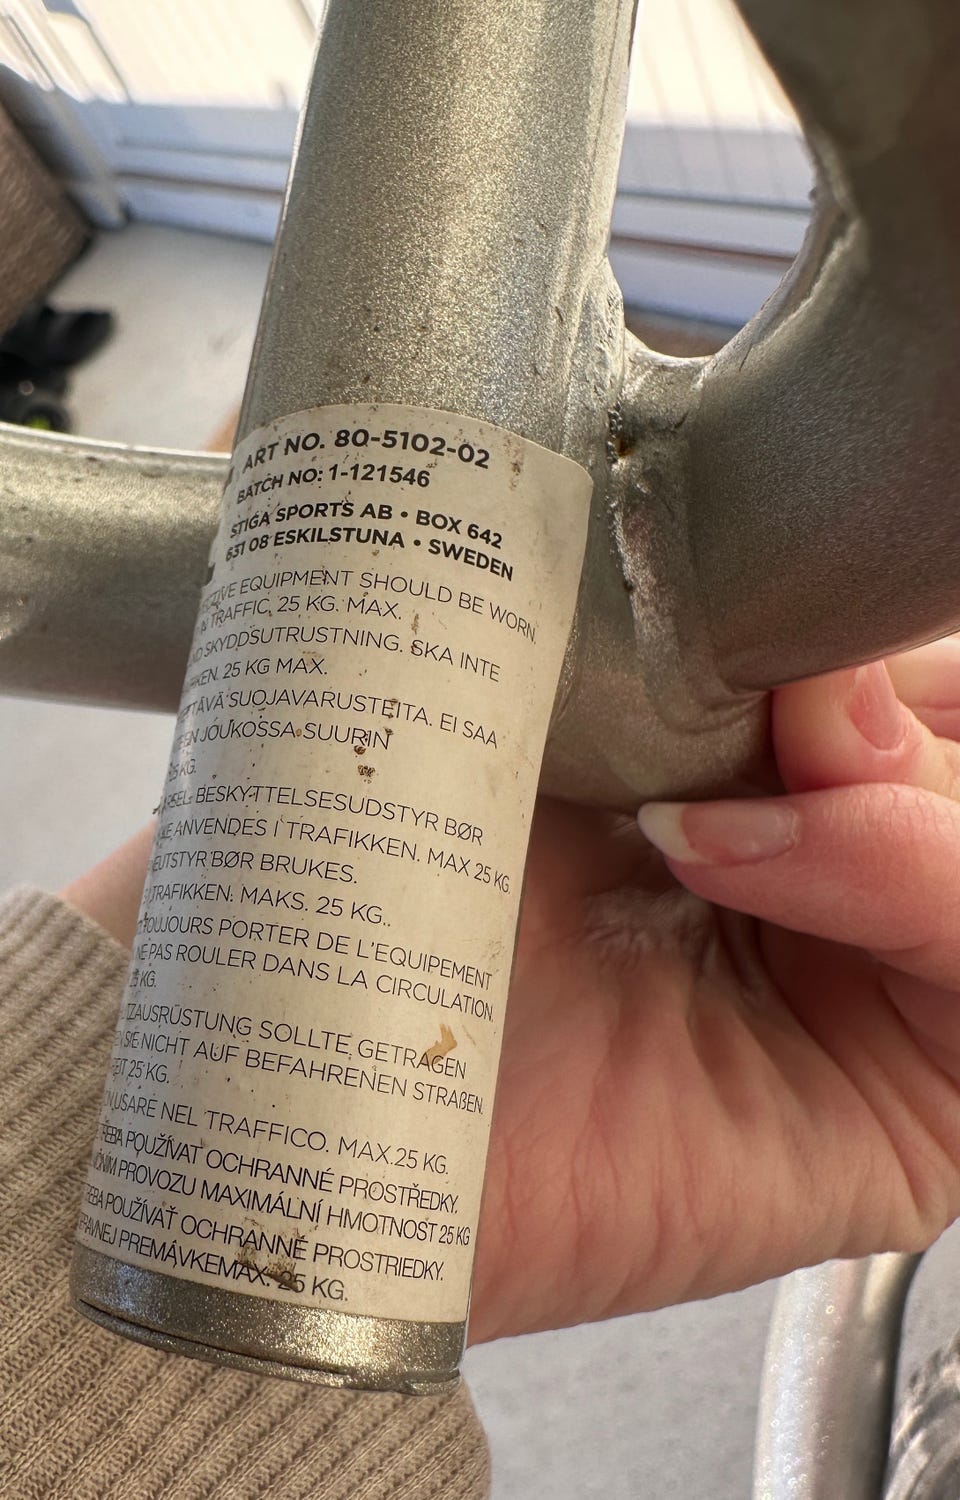 ART NO. 80-5102-02
BATCH NO: 1-121546
STIGA SPORTS AB • BOX 642
631 08 ESKILSTUNA • SWEDEN
EQUIPMENT SHOULD BE WORN.
TRAFFIC. 25 KG. MAX.
SKYDDSUTRUSTNING. SKA INTE
25 KG MAX.
SUOJAVARUSTEITA. EI SAA
JOUKOSSA SUURIN
KG.
BESKYTTELSESUDSTYR BØR
ANVENDES I TRAFIKKEN. MAX 25 KG
BØR BRUKES.
TRAFIKKEN. MAKS. 25 KG..
TOUJOURS PORTER DE L'EQUIPEMENT
NE PAS ROULER DANS LA CIRCULATION.
25 KG.
SOLLTE GETRAGEN
SIE NICHT AUF BEFAHRENEN STRAßEN.
25 KG.
USARE NEL TRAFFICO. MAX.25 KG.
POUŽÍVAT OCHRANNÉ PROSTŘEDKY.
PROVOZU MAXIMÁLNÍ HMOTNOST 25 KG
POUŽÍVAŤ OCHRANNÉ PROSTRIEDKY.
PREMÁVKEMAX. 25 KG.